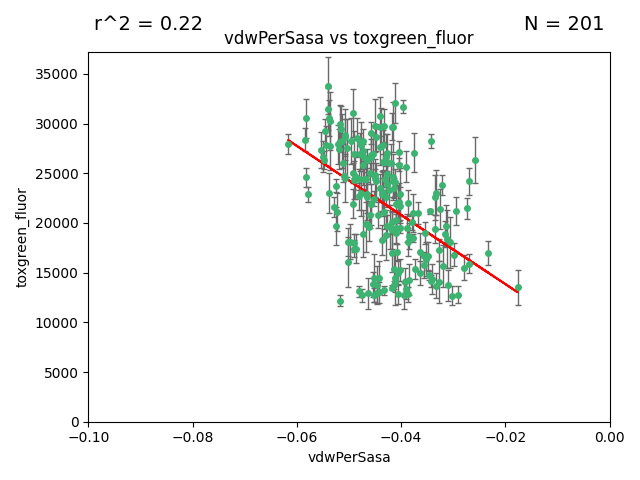 r^2 = 0.22
N = 201
vdwPerSasa vs toxgreen_fluor
35000
30000
25000
20000
15000
10000
5000
0
toxgreen_fluor
−0.10
−0.08
−0.06
−0.04
−0.02
0.00
vdwPerSasa